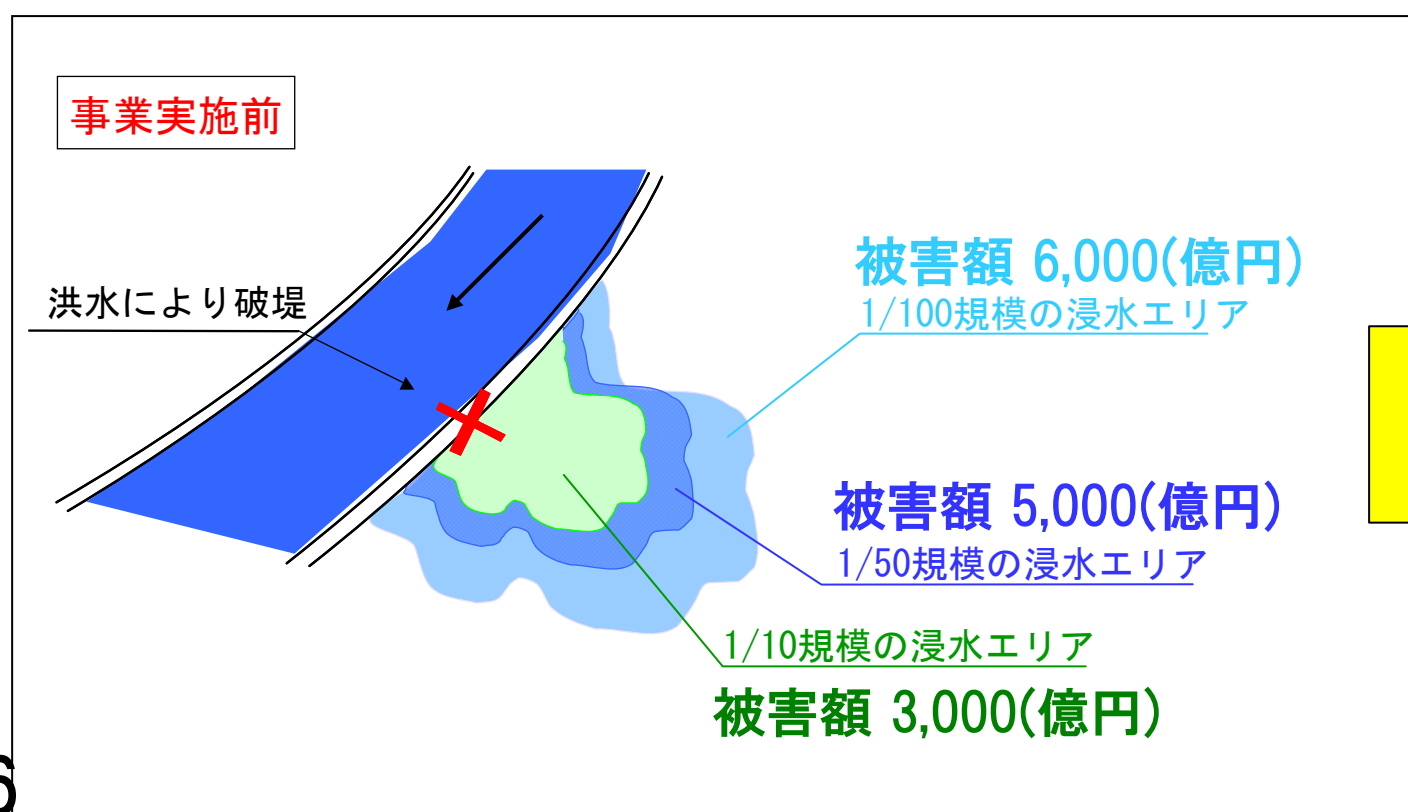 事業実施前
洪水により破堤
被害額 6,000(億円)
1/100規模の浸水エリア
被害額 5,000(億円)
1/50規模の浸水エリア
1/10規模の浸水エリア
被害額 3,000(億円)